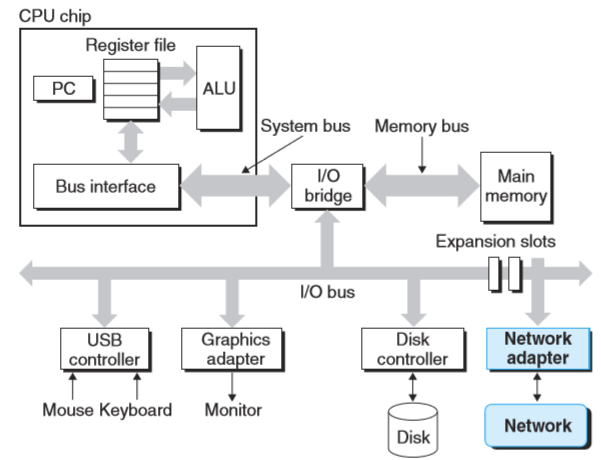 CPU chip
Register file
PC
ALU
System bus
Memory bus
Bus interface
I/O
bridge
Main
memory
Expansion slots
I/O bus
USB
controller
Graphics
adapter
Disk
controller
Network
adapter
Mouse Keyboard
Monitor
Disk
Network